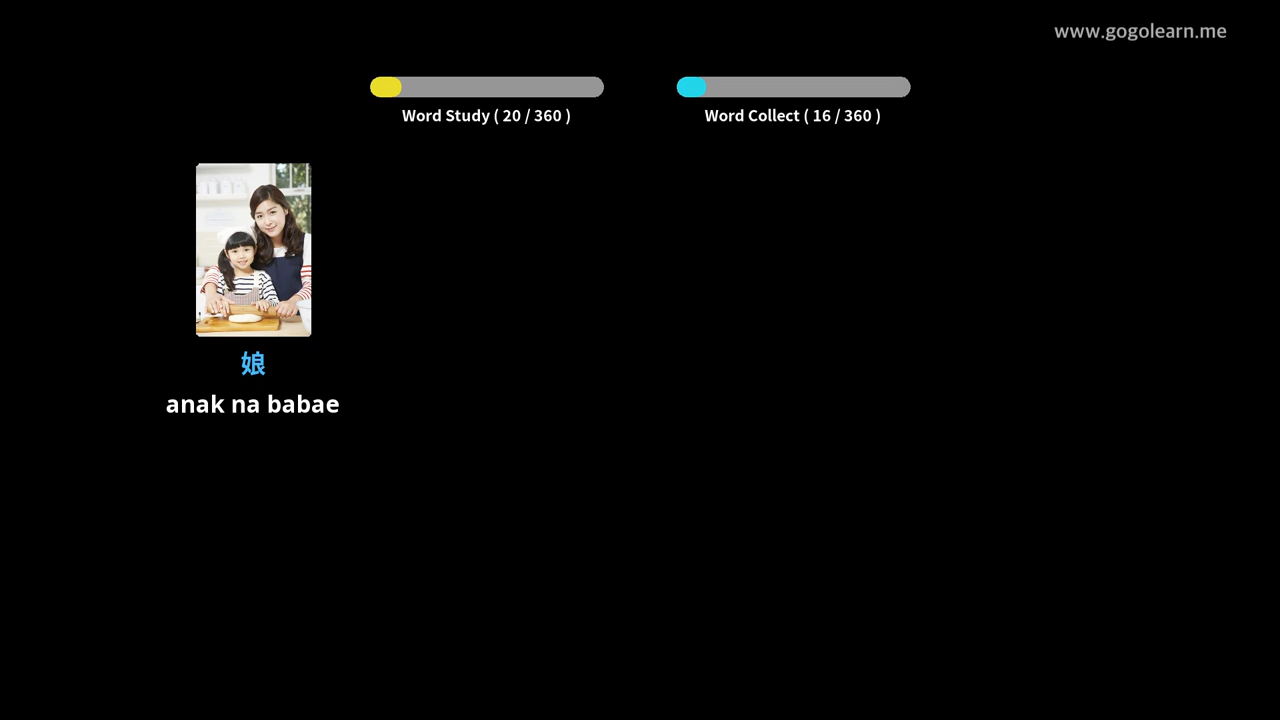 www.gogolearn.me
Word Study ( 20 / 360 )
Word Collect ( 16 / 360 )
娘
anak na babae